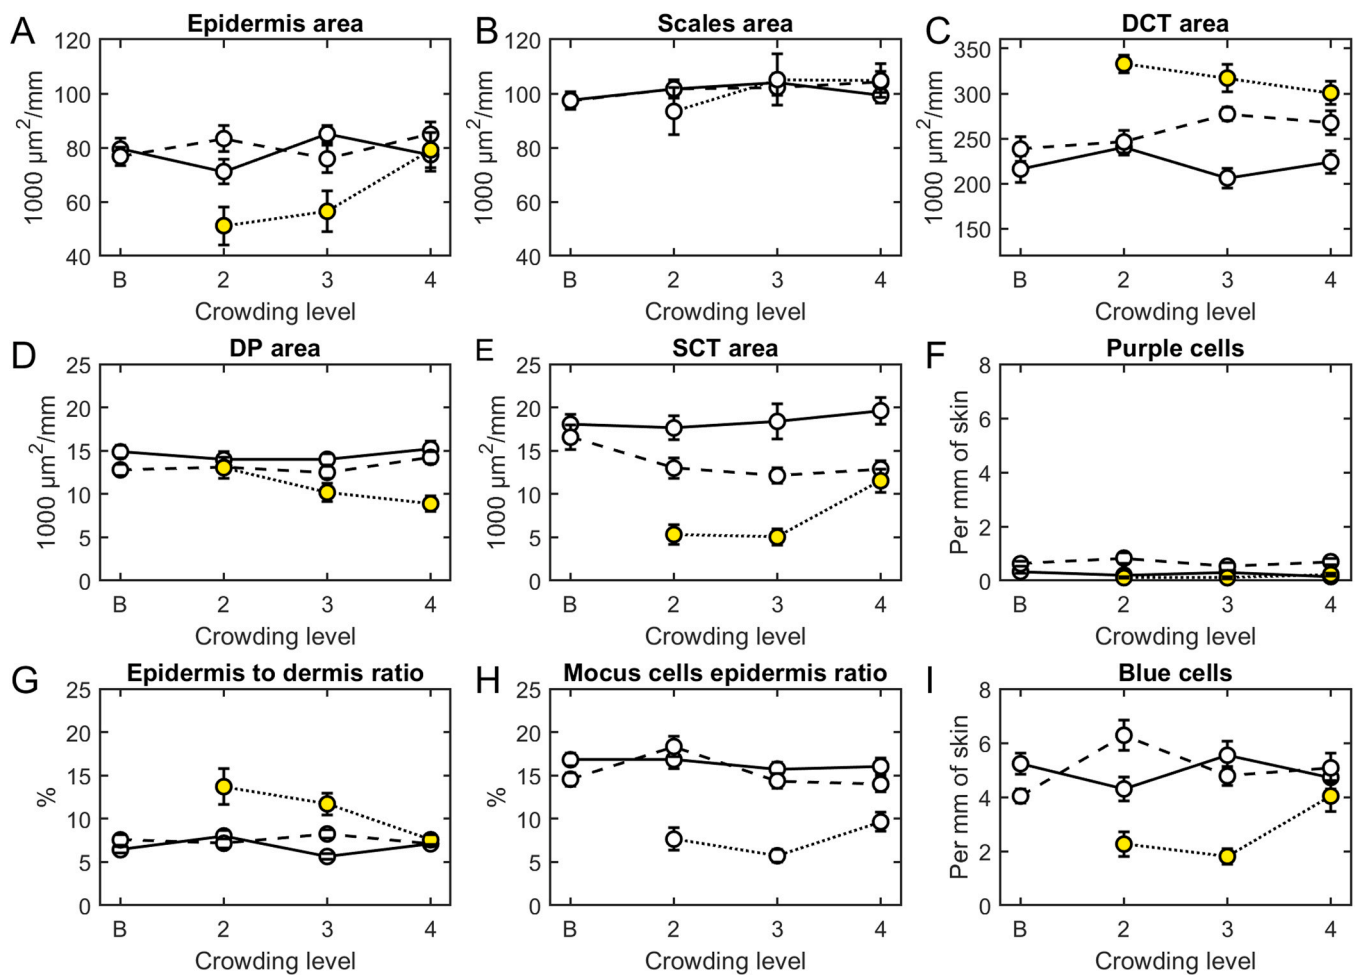 A Epidermis area
120
100
80
60
40
1000 µm²/mm
B 2 3 4
Crowding level
B Scales area
120
100
80
60
40
1000 µm²/mm
B 2 3 4
Crowding level
C DCT area
350
300
250
200
150
1000 µm²/mm
B 2 3 4
Crowding level
D DP area
25
20
15
10
5
0
1000 µm²/mm
B 2 3 4
Crowding level
E SCT area
25
20
15
10
5
0
1000 µm²/mm
B 2 3 4
Crowding level
F Purple cells
8
6
4
2
0
Per mm of skin
B 2 3 4
Crowding level
G Epidermis to dermis ratio
25
20
15
10
5
0
%
B 2 3 4
Crowding level
H Mocus cells epidermis ratio
25
20
15
10
5
0
%
B 2 3 4
Crowding level
I Blue cells
8
6
4
2
0
Per mm of skin
B 2 3 4
Crowding level